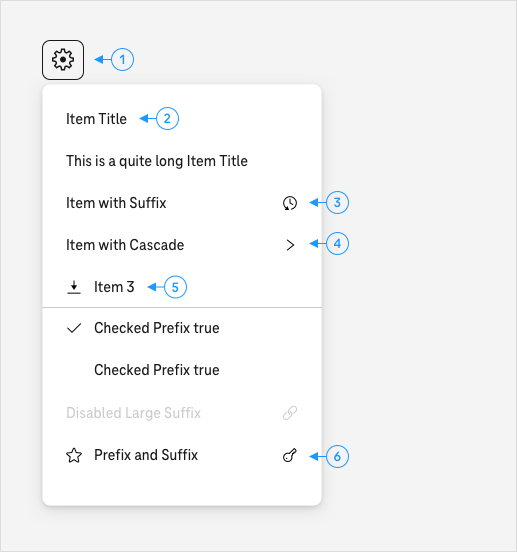 1
Item Title 2
This is a quite long Item Title
Item with Suffix 3
Item with Cascade 4
Item 3 5
Checked Prefix true
Checked Prefix true
Disabled Large Suffix
Prefix and Suffix 6